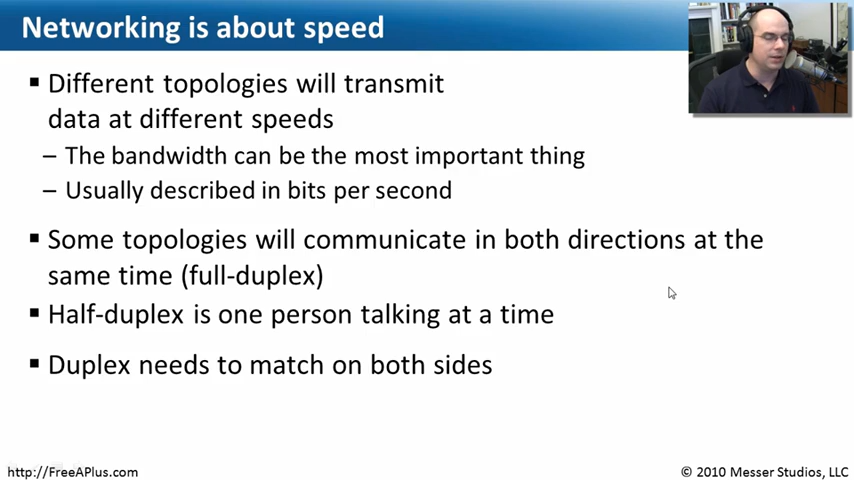 Networking is about speed
▪ Different topologies will transmit
data at different speeds
– The bandwidth can be the most important thing
– Usually described in bits per second
▪ Some topologies will communicate in both directions at the
same time (full-duplex)
▪ Half-duplex is one person talking at a time
▪ Duplex needs to match on both sides
http://FreeAPlus.com
© 2010 Messer Studios, LLC